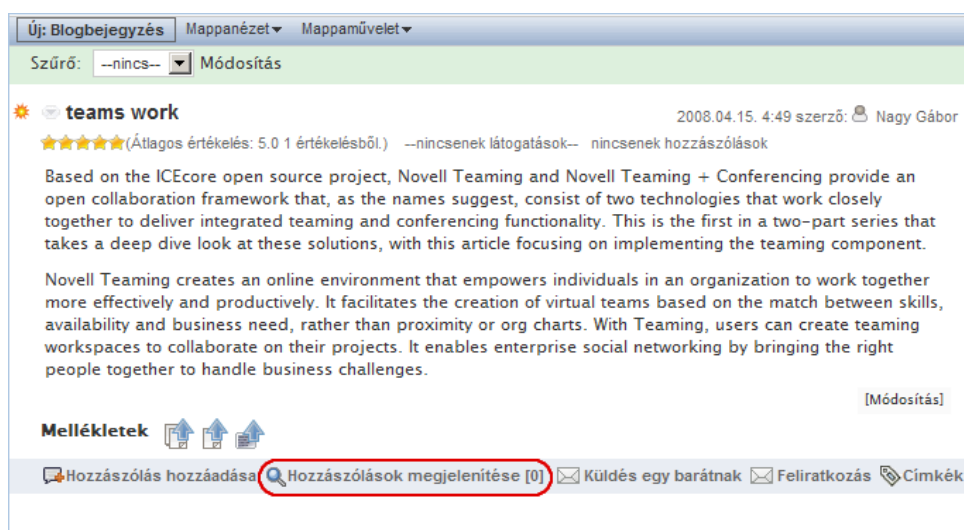 Új: Blogbejegyzés Mappanézet Mappaművelet
Szűrő: --nincs-- Módosítás
teams work 2008.04.15. 4:49 szerző: Nagy Gábor
(Átlagos értékelés: 5.0 1 értékelésből.) --nincsenek látogatások-- nincsenek hozzászólások
Based on the ICEcore open source project, Novell Teaming and Novell Teaming + Conferencing provide an
open collaboration framework that, as the names suggest, consist of two technologies that work closely
together to deliver integrated teaming and conferencing functionality. This is the first in a two-part series that
takes a deep dive look at these solutions, with this article focusing on implementing the teaming component.
Novell Teaming creates an online environment that empowers individuals in an organization to work together
more effectively and productively. It facilitates the creation of virtual teams based on the match between skills,
availability and business need, rather than proximity or org charts. With Teaming, users can create teaming
workspaces to collaborate on their projects. It enables enterprise social networking by bringing the right
people together to handle business challenges.
[Módosítás]
Mellékletek
Hozzászólás hozzáadása Hozzászólások megjelenítése [0] Küldés egy barátnak Feliratkozás Címkék